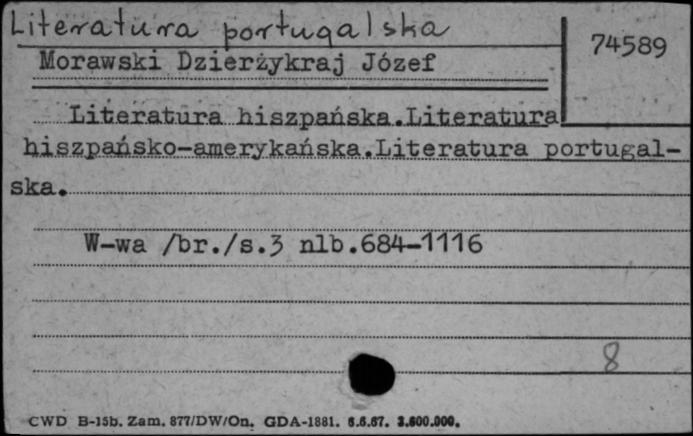 Literatura portugalska
74589
Morawski Dzierżykraj Józef
Literatura hiszpańska.Literatura
hiszpańsko-amerykańska.Literatura portugal-
ska.
W-wa /br./s.3 nlb.684-1116
8
CWD B-15b. Zam. 877/DW/On. GDA-1881. 6.6.67. 3.600.000.